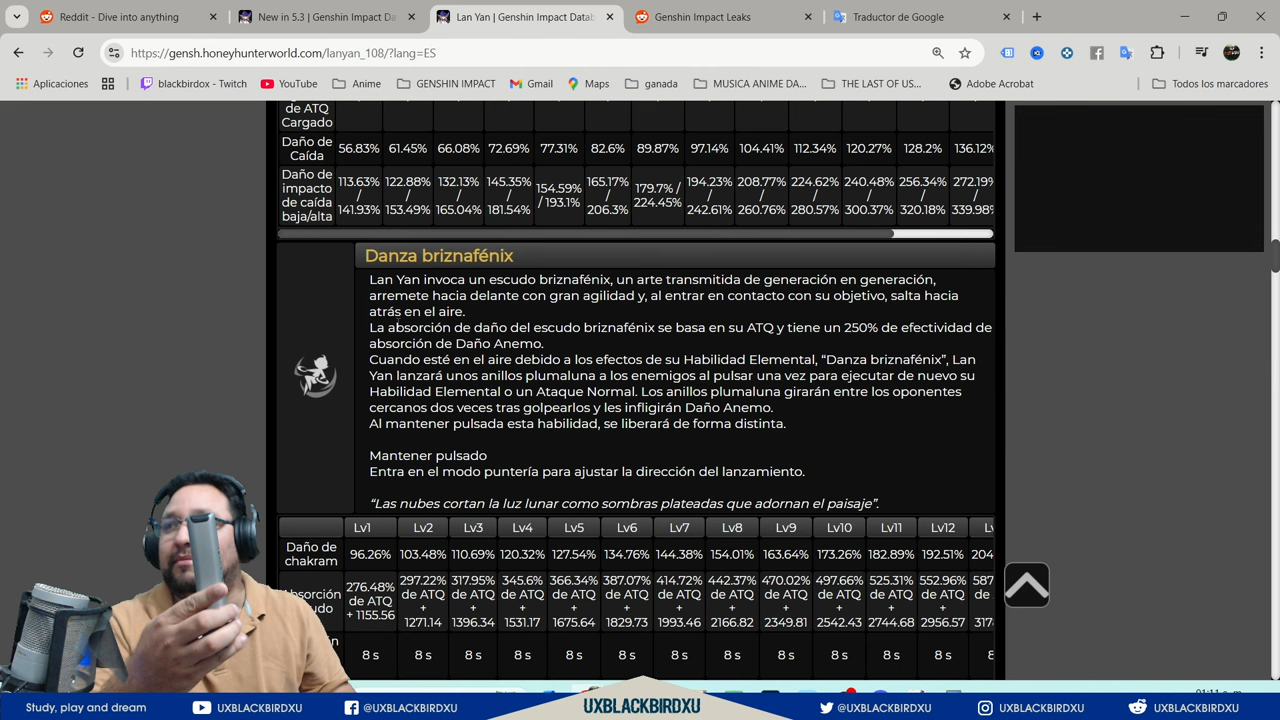 Reddit - Dive into anything
New in 5.3 | Genshin Impact Da
Lan Yan | Genshin Impact Datab
Genshin Impact Leaks
Traductor de Google
https://gensh.honeyhunterworld.com/lanyan_108/?lang=ES
Aplicaciones
blackbirdox - Twitch
YouTube
Anime
GENSHIN IMPACT
Gmail
Maps
ganada
MUSICA ANIME DA...
THE LAST OF US...
Adobe Acrobat
Todos los marcadores
de ATQ
Cargado
Daño de Caída 56.83% 61.45% 66.08% 72.69% 77.31% 82.6% 89.87% 97.14% 104.41% 112.34% 120.27% 128.2% 136.12%
Daño de impacto de caída baja/alta 113.63% / 141.93% 122.88% / 153.49% 132.13% / 165.04% 145.35% / 181.54% 154.59% / 193.1% 165.17% / 206.3% 179.7% / 224.45% 194.23% / 242.61% 208.77% / 260.76% 224.62% / 280.57% 240.48% / 300.37% 256.34% / 320.18% 272.19% / 339.98%
Danza briznafénix
Lan Yan invoca un escudo briznafénix, un arte transmitida de generación en generación,
arremete hacia delante con gran agilidad y, al entrar en contacto con su objetivo, salta hacia
atrás en el aire.
La absorción de daño del escudo briznafénix se basa en su ATQ y tiene un 250% de efectividad de
absorción de Daño Anemo.
Cuando esté en el aire debido a los efectos de su Habilidad Elemental, “Danza briznafénix”, Lan
Yan lanzará unos anillos plumaluna a los enemigos al pulsar una vez para ejecutar de nuevo su
Habilidad Elemental o un Ataque Normal. Los anillos plumaluna girarán entre los oponentes
cercanos dos veces tras golpearlos y les infligirán Daño Anemo.
Al mantener pulsada esta habilidad, se liberará de forma distinta.
Mantener pulsado
Entra en el modo puntería para ajustar la dirección del lanzamiento.
“Las nubes cortan la luz lunar como sombras plateadas que adornan el paisaje”.
Lv1 Lv2 Lv3 Lv4 Lv5 Lv6 Lv7 Lv8 Lv9 Lv10 Lv11 Lv12
Daño de chakram 96.26% 103.48% 110.69% 120.32% 127.54% 134.76% 144.38% 154.01% 163.64% 173.26% 182.89% 192.51% 204
276.48% de ATQ + 1155.56 297.22% de ATQ + 1271.14 317.95% de ATQ + 1396.34 345.6% de ATQ + 1531.17 366.34% de ATQ + 1675.64 387.07% de ATQ + 1829.73 414.72% de ATQ + 1993.46 442.37% de ATQ + 2166.82 470.02% de ATQ + 2349.81 497.66% de ATQ + 2542.43 525.31% de ATQ + 2744.68 552.96% de ATQ + 2956.57
8 s 8 s 8 s 8 s 8 s 8 s 8 s 8 s 8 s 8 s 8 s 8 s
Study, play and dream
UXBLACKBIRDXU
@UXBLACKBIRDXU
UXBLACKBIRDXU
@UXBLACKBIRDXU
UXBLACKBIRDXU
UXBLACKBIRDXU